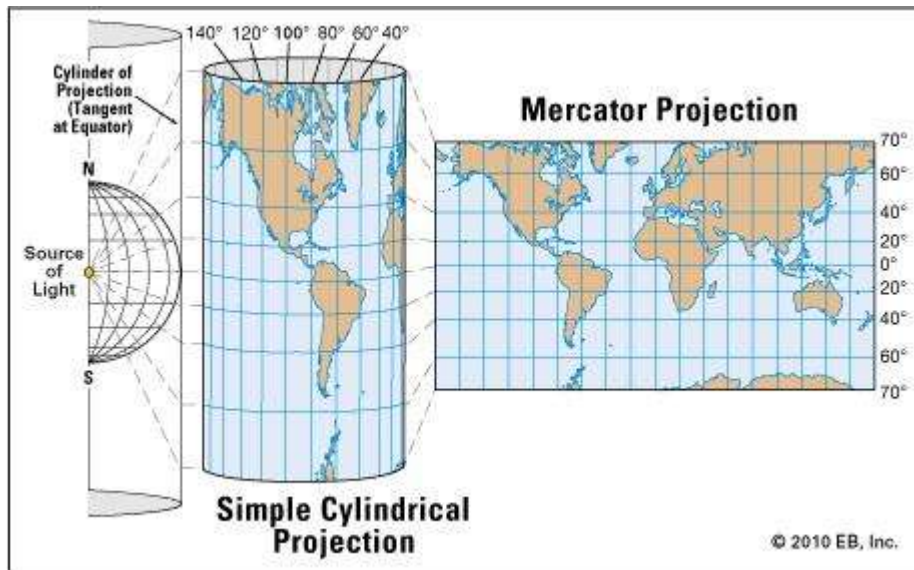 140° 120° 100° 80° 60° 40°
Cylinder of
Projection
(Tangent
at Equator)
N
Source
of
Light
S
Mercator Projection
70°
60°
40°
20°
0°
20°
40°
60°
70°
Simple Cylindrical
Projection
© 2010 EB, Inc.